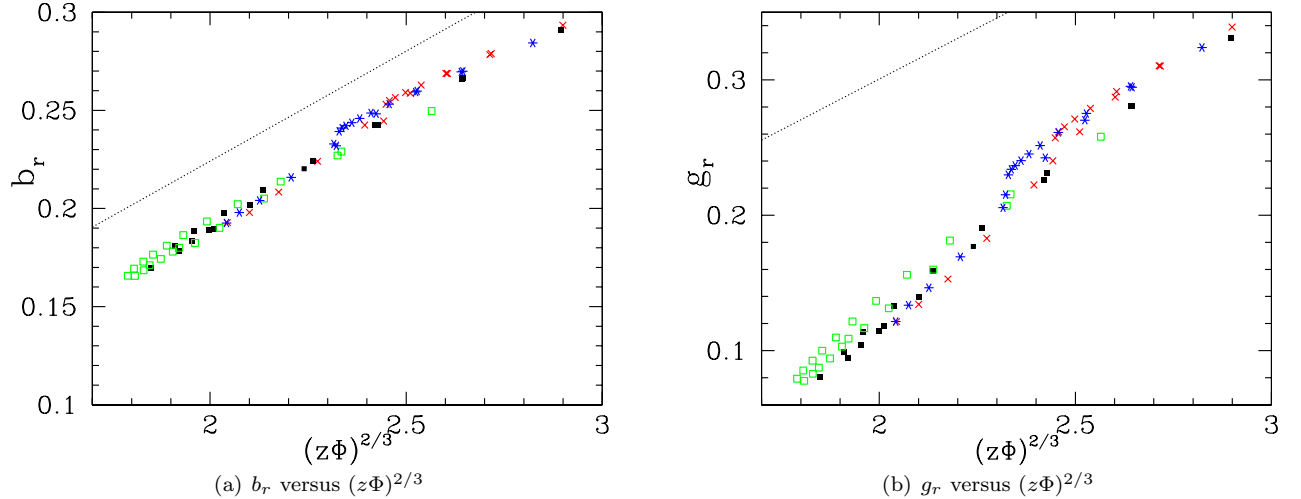 0.3
0.25
0.2
0.15
0.1
b_r
2
2.5
3
(zΦ)^{2/3}
(a) b_r versus (zΦ)^{2/3}
0.3
0.2
0.1
g_r
2
2.5
3
(zΦ)^{2/3}
(b) g_r versus (zΦ)^{2/3}